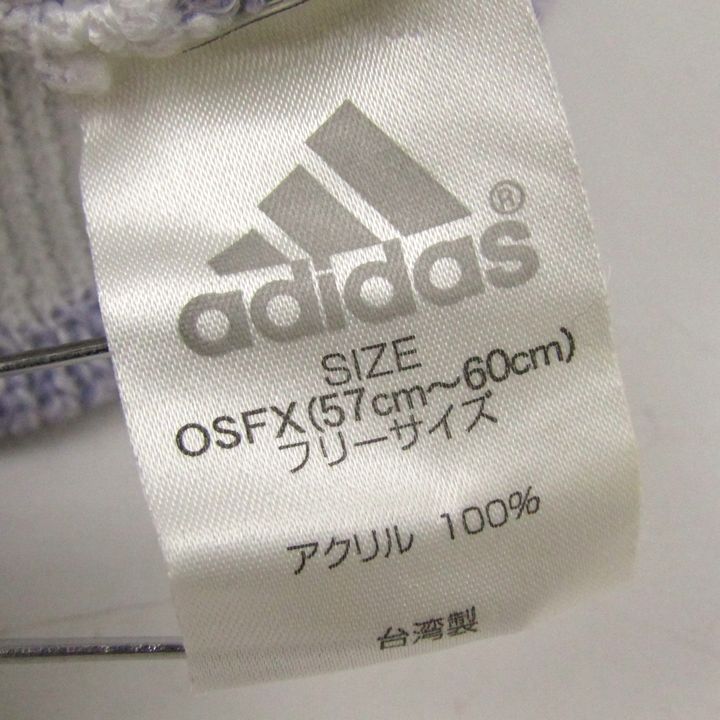 adidas®
SIZE
OSFX(57cm～60cm)
フリーサイズ
アクリル 100%
台湾製